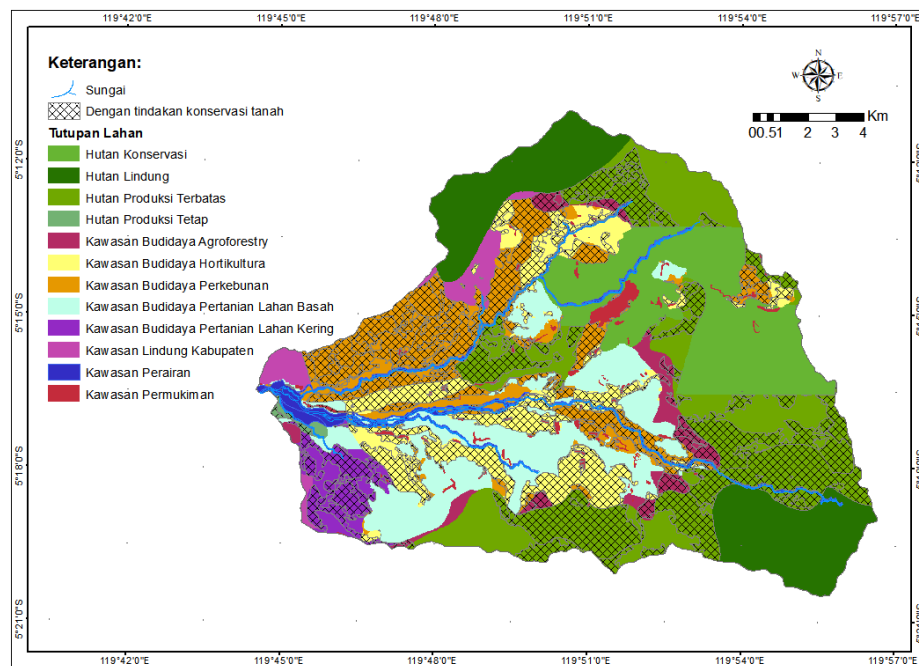 119°42'0"E 119°45'0"E 119°48'0"E 119°51'0"E 119°54'0"E 119°57'0"E
Keterangan:
Sungai
Dengan tindakan konservasi tanah
Tutupan Lahan
Hutan Konservasi
Hutan Lindung
Hutan Produksi Terbatas
Hutan Produksi Tetap
Kawasan Budidaya Agroforestry
Kawasan Budidaya Hortikultura
Kawasan Budidaya Perkebunan
Kawasan Budidaya Pertanian Lahan Basah
Kawasan Budidaya Pertanian Lahan Kering
Kawasan Lindung Kabupaten
Kawasan Perairan
Kawasan Permukiman
N
W E
S
Km
00.51 2 3 4
5°12'0"S
5°15'0"S
5°18'0"S
5°21'0"S
119°42'0"E 119°45'0"E 119°48'0"E 119°51'0"E 119°54'0"E 119°57'0"E